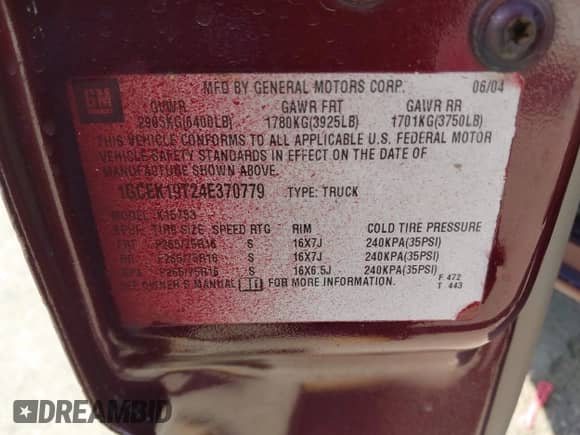 GM
MFD BY GENERAL MOTORS CORP. 06/04
GVWR GAWR FRT GAWR RR
2903KG(6400LB) 1780KG(3925LB) 1701KG(3750LB)
THIS VEHICLE CONFORMS TO ALL APPLICABLE U.S. FEDERAL MOTOR
VEHICLE SAFETY STANDARDS IN EFFECT ON THE DATE OF
MANUFACTURE SHOWN ABOVE.
1GCEK19T24E370779 TYPE: TRUCK
MODEL: K15753
TIRE SIZE SPEED RTG RIM COLD TIRE PRESSURE
FRT P265/75R16 S 16X7J 240KPA(35PSI)
RR P265/75R16 S 16X7J 240KPA(35PSI)
SPA P265/75R16 S 16X6.5J 240KPA(35PSI)
SEE OWNER'S MANUAL FOR MORE INFORMATION.
F 472
T 443
DREAMBID